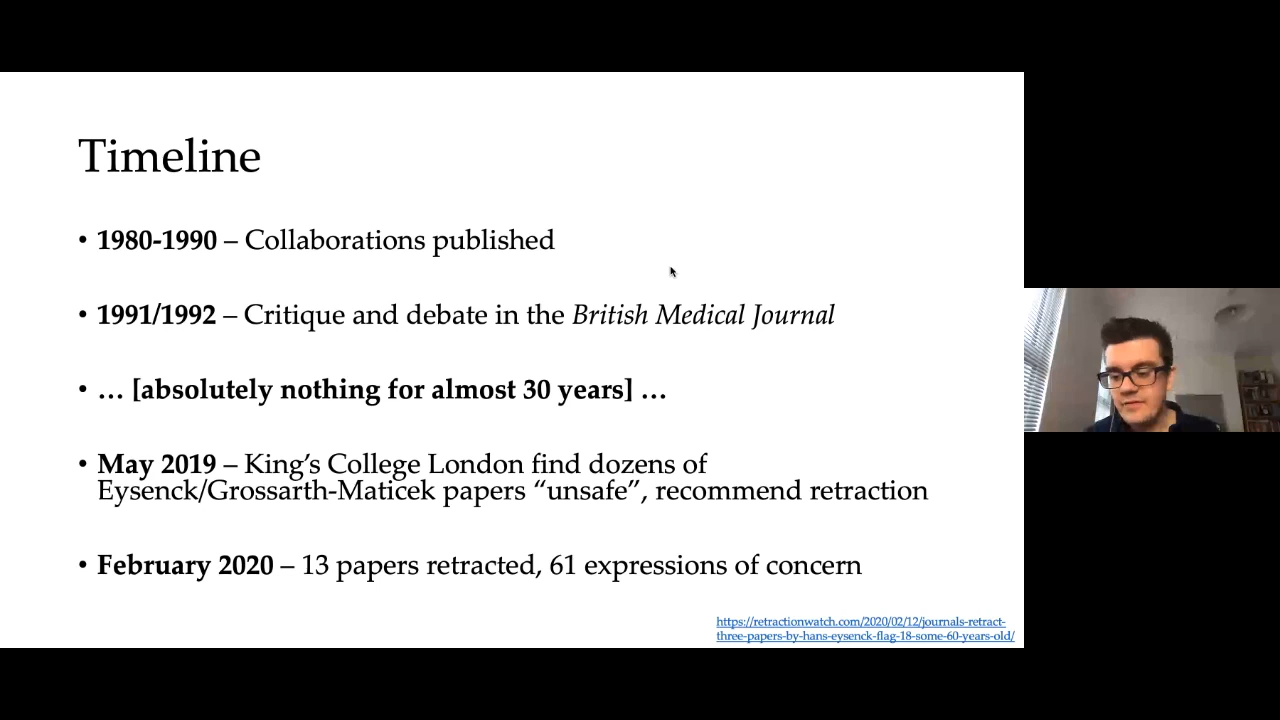 Timeline
• 1980-1990 – Collaborations published
• 1991/1992 – Critique and debate in the British Medical Journal
• … [absolutely nothing for almost 30 years] …
• May 2019 – King’s College London find dozens of
Eysenck/Grossarth-Maticek papers “unsafe”, recommend retraction
• February 2020 – 13 papers retracted, 61 expressions of concern
https://retractionwatch.com/2020/02/12/journals-retract-
three-papers-by-hans-eysenck-flag-18-some-60-years-old/